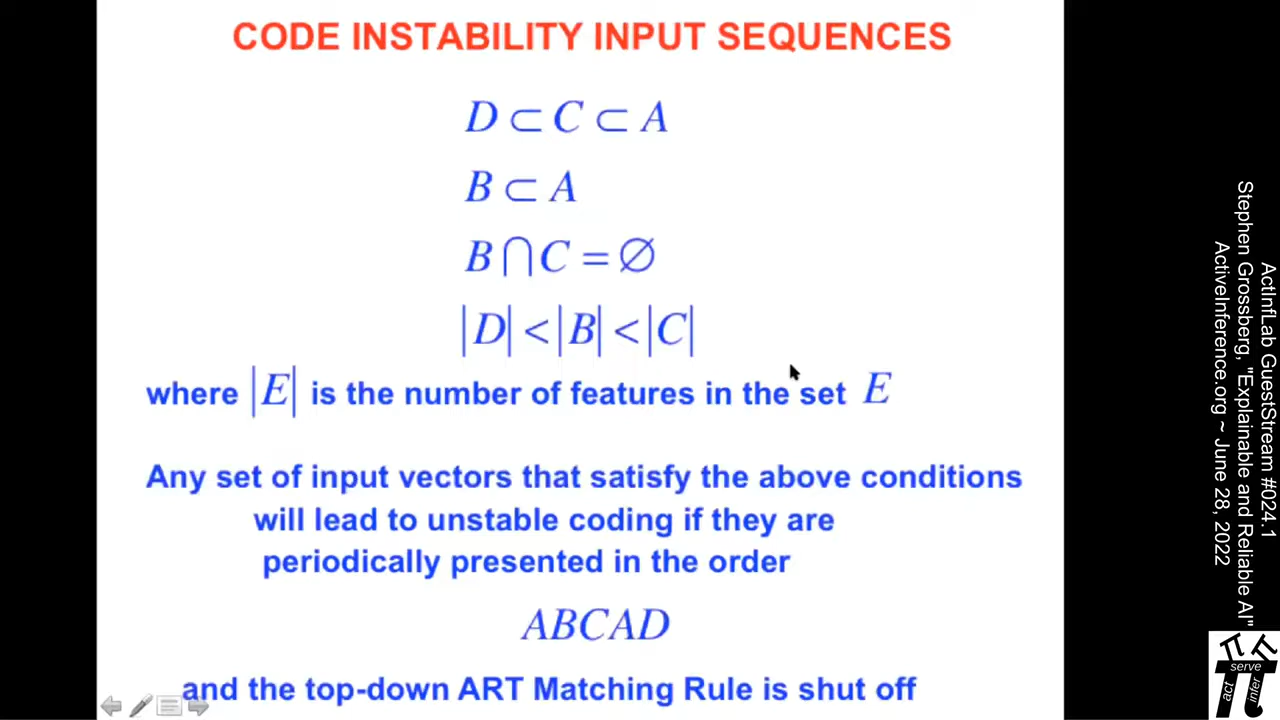 CODE INSTABILITY INPUT SEQUENCES
D ⊂ C ⊂ A
B ⊂ A
B ⋂ C = ∅
|D| < |B| < |C|
where |E| is the number of features in the set E
Any set of input vectors that satisfy the above conditions
will lead to unstable coding if they are
periodically presented in the order
ABCAD
and the top-down ART Matching Rule is shut off
ActInfLab GuestStream #024.1
Stephen Grossberg, "Explainable and Reliable AI"
ActiveInference.org ~ June 28, 2022
serve
act
infer